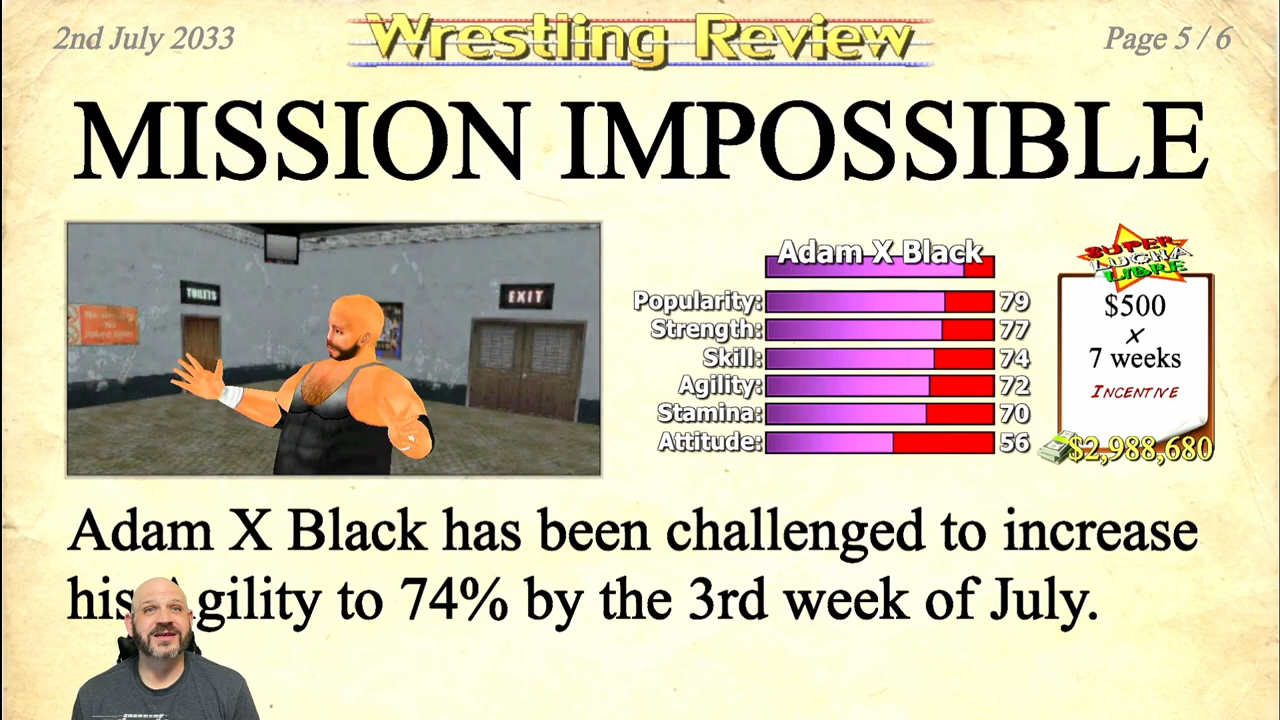 2nd July 2033
Wrestling Review
Page 5 / 6
MISSION IMPOSSIBLE
TOILETS
EXIT
Adam X Black
Popularity: 79
Strength: 77
Skill: 74
Agility: 72
Stamina: 70
Attitude: 56
SUPER
LUCHA
LIBRE
$500
x
7 weeks
INCENTIVE
$2,988,680
Adam X Black has been challenged to increase
his Agility to 74% by the 3rd week of July.